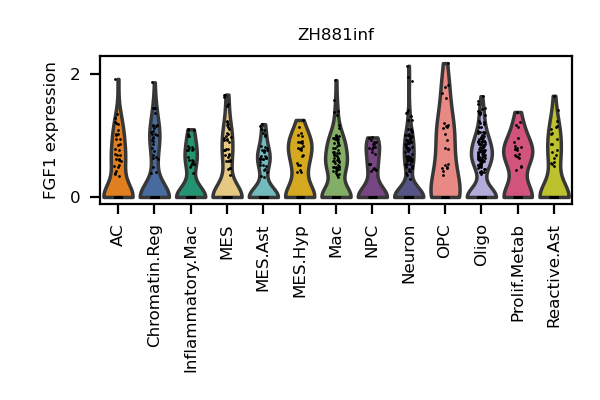 ZH881inf
FGF1 expression
2
0
AC
Chromatin.Reg
Inflammatory.Mac
MES
MES.Ast
MES.Hyp
Mac
NPC
Neuron
OPC
Oligo
Prolif.Metab
Reactive.Ast